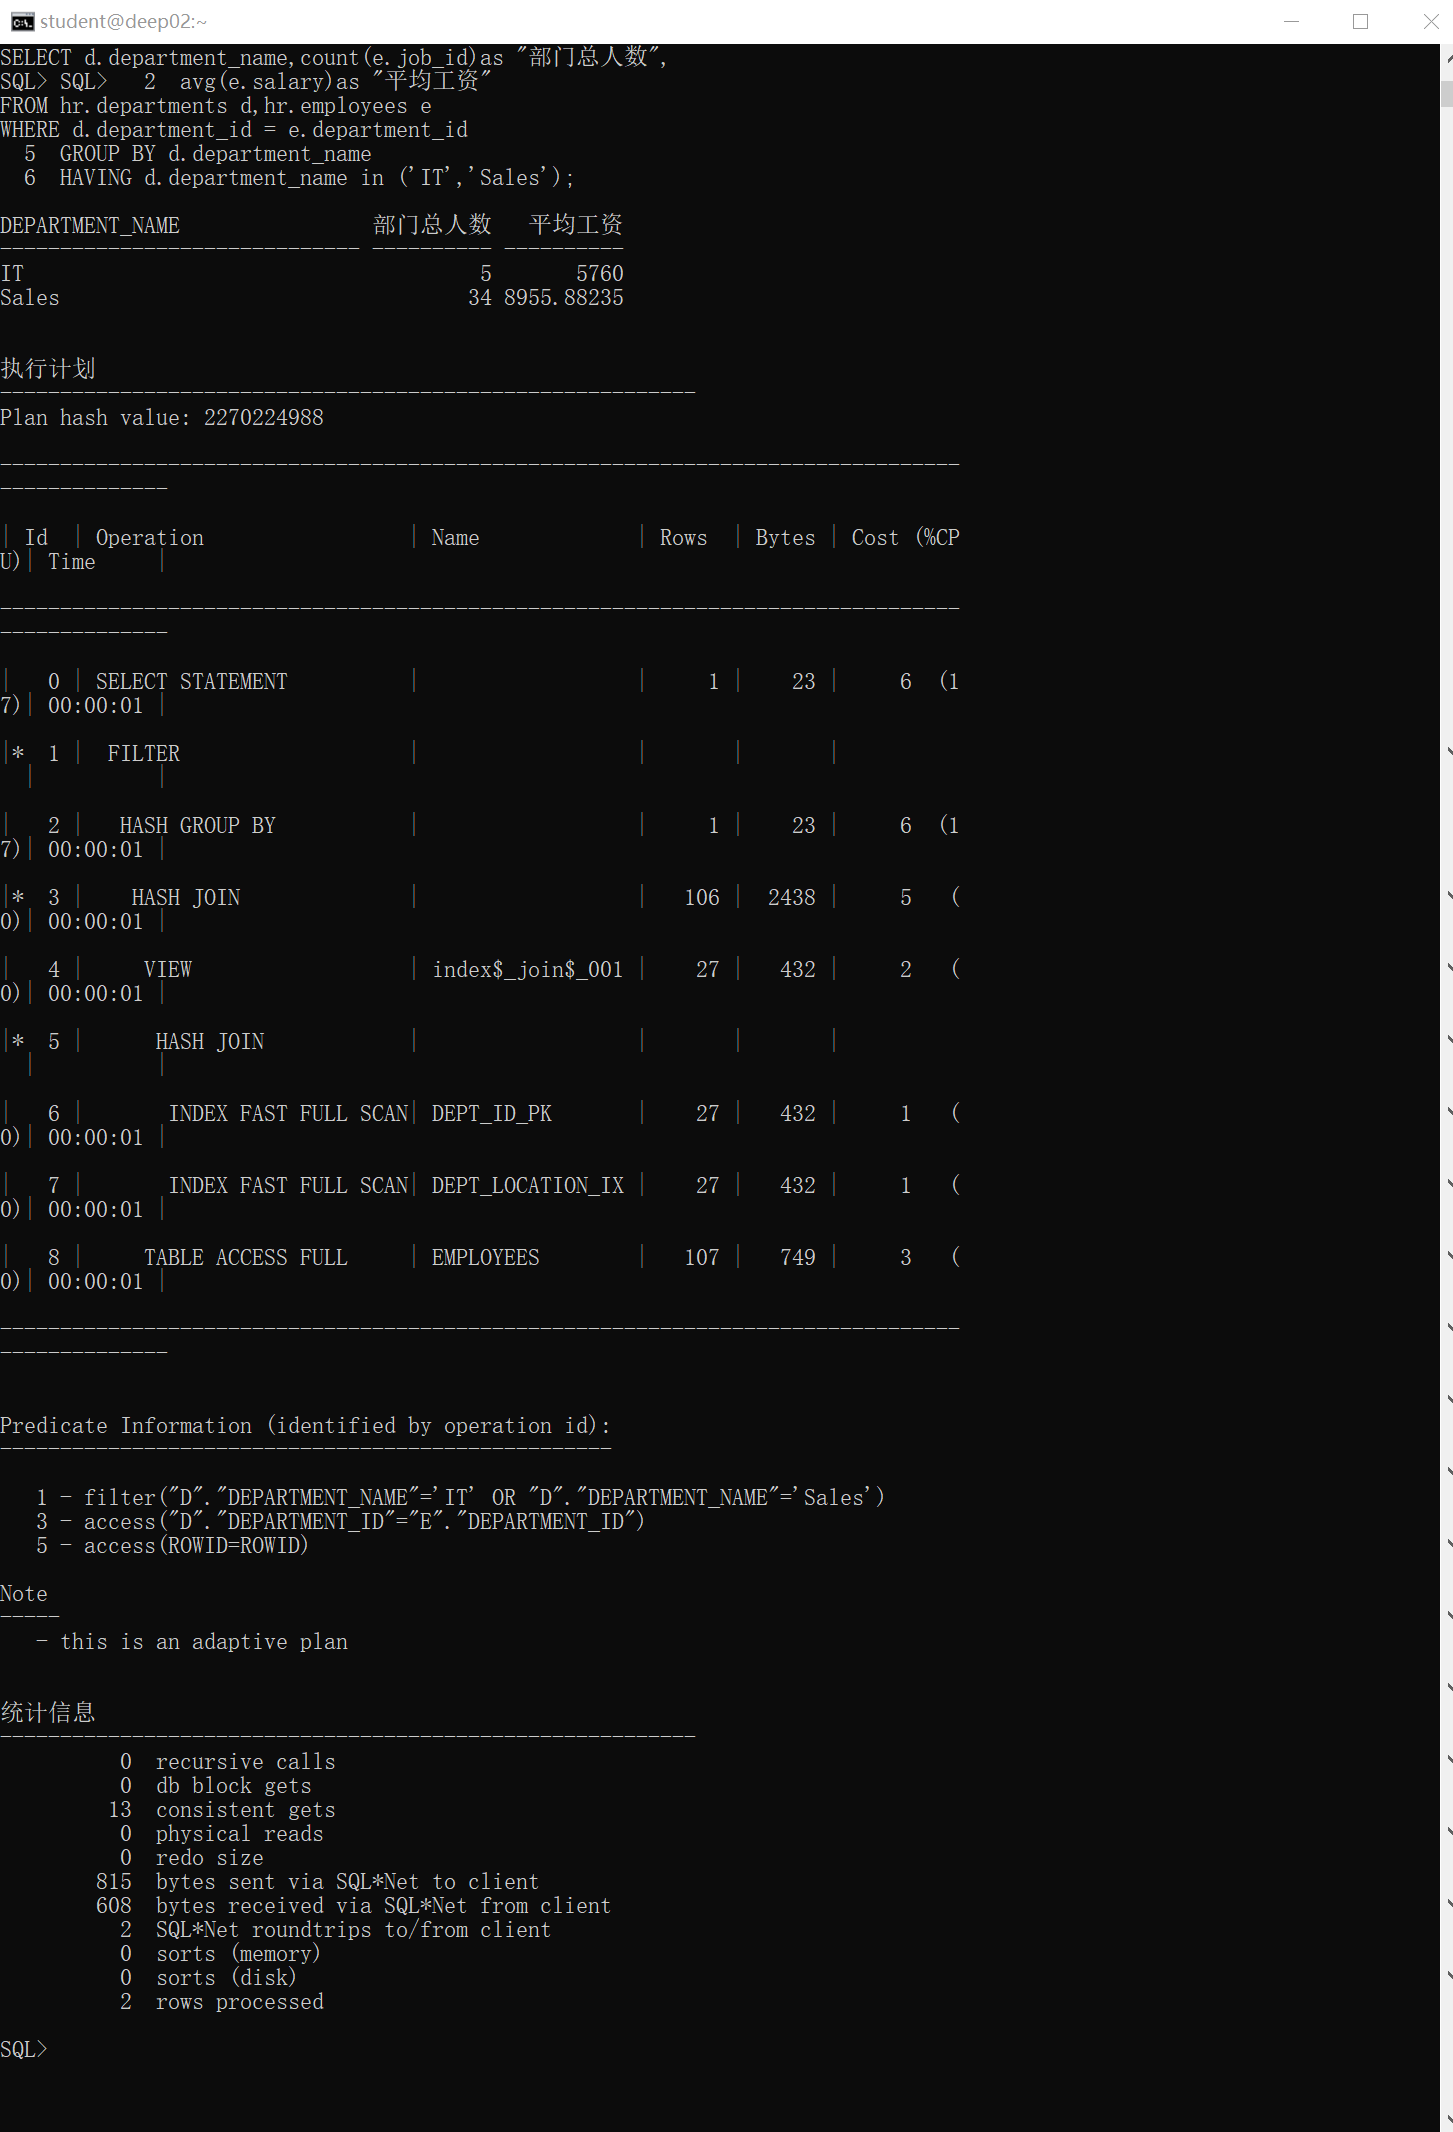 student@deep02:~
SELECT d.department_name,count(e.job_id)as "部门总人数",
SQL> SQL>   2  avg(e.salary)as "平均工资"
FROM hr.departments d,hr.employees e
WHERE d.department_id = e.department_id
  5  GROUP BY d.department_name
  6  HAVING d.department_name in ('IT','Sales');
DEPARTMENT_NAME                部门总人数   平均工资
------------------------------ ---------- ----------
IT                                      5       5760
Sales                                  34 8955.88235
执行计划
----------------------------------------------------------
Plan hash value: 2270224988
--------------------------------------------------------------------------------
--------------
| Id  | Operation                 | Name             | Rows  | Bytes | Cost (%CP
U)| Time     |
--------------------------------------------------------------------------------
--------------
|   0 | SELECT STATEMENT          |                  |     1 |    23 |     6  (1
7)| 00:00:01 |
|*  1 |  FILTER                   |                  |       |       |
  |          |
|   2 |   HASH GROUP BY           |                  |     1 |    23 |     6  (1
7)| 00:00:01 |
|*  3 |    HASH JOIN              |                  |   106 |  2438 |     5   (
0)| 00:00:01 |
|   4 |     VIEW                  | index$_join$_001 |    27 |   432 |     2   (
0)| 00:00:01 |
|*  5 |      HASH JOIN            |                  |       |       |
  |          |
|   6 |       INDEX FAST FULL SCAN| DEPT_ID_PK       |    27 |   432 |     1   (
0)| 00:00:01 |
|   7 |       INDEX FAST FULL SCAN| DEPT_LOCATION_IX |    27 |   432 |     1   (
0)| 00:00:01 |
|   8 |     TABLE ACCESS FULL     | EMPLOYEES        |   107 |   749 |     3   (
0)| 00:00:01 |
--------------------------------------------------------------------------------
--------------
Predicate Information (identified by operation id):
---------------------------------------------------
   1 - filter("D"."DEPARTMENT_NAME"='IT' OR "D"."DEPARTMENT_NAME"='Sales')
   3 - access("D"."DEPARTMENT_ID"="E"."DEPARTMENT_ID")
   5 - access(ROWID=ROWID)
Note
-----
   - this is an adaptive plan
统计信息
----------------------------------------------------------
          0  recursive calls
          0  db block gets
         13  consistent gets
          0  physical reads
          0  redo size
        815  bytes sent via SQL*Net to client
        608  bytes received via SQL*Net from client
          2  SQL*Net roundtrips to/from client
          0  sorts (memory)
          0  sorts (disk)
          2  rows processed
SQL>